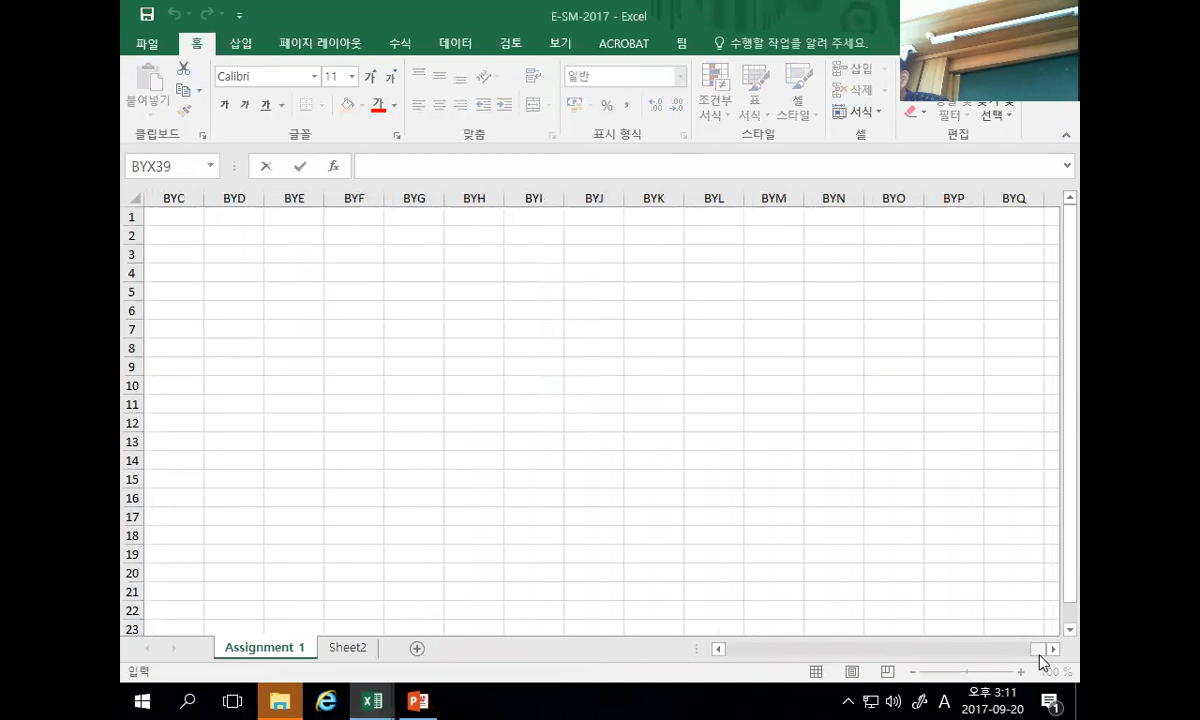 E-SM-2017 - Excel
파일 홈 삽입 페이지 레이아웃 수식 데이터 검토 보기 ACROBAT 팀 수행할 작업을 알려 주세요.
붙여넣기
Calibri 11 가 가
가 가 가 가
일반
% ,
조건부 서식
표 서식
셀 스타일
삽입
삭제
서식
필터
선택
클립보드 글꼴 맞춤 표시 형식 스타일 셀 편집
BYX39 fx
BYC BYD BYE BYF BYG BYH BYI BYJ BYK BYL BYM BYN BYO BYP BYQ
1
2
3
4
5
6
7
8
9
10
11
12
13
14
15
16
17
18
19
20
21
22
23
Assignment 1 Sheet2
입력
A 오후 3:11
2017-09-20
1